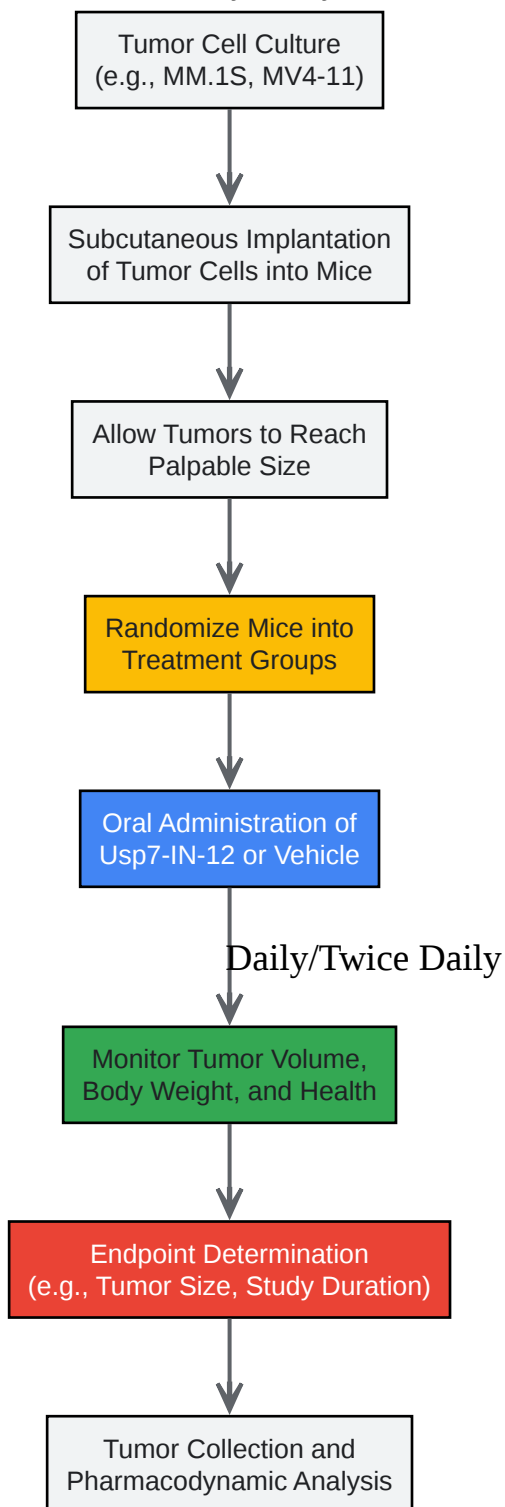 Tumor Cell Culture
(e.g., MM.1S, MV4-11)
Subcutaneous Implantation
of Tumor Cells into Mice
Allow Tumors to Reach
Palpable Size
Randomize Mice into
Treatment Groups
Oral Administration of
Usp7-IN-12 or Vehicle
Daily/Twice Daily
Monitor Tumor Volume,
Body Weight, and Health
Endpoint Determination
(e.g., Tumor Size, Study Duration)
Tumor Collection and
Pharmacodynamic Analysis